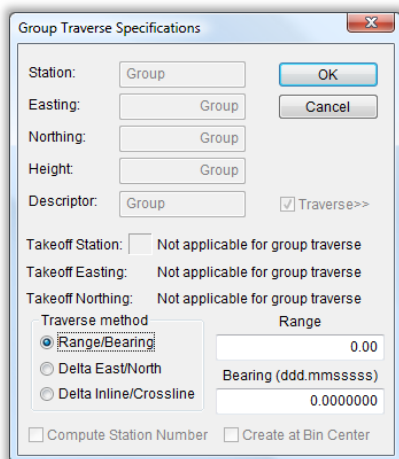 Group Traverse Specifications
Station: Group OK
Easting: Group Cancel
Northing: Group
Height: Group
Descriptor: Group Traverse>>
Takeoff Station: Not applicable for group traverse
Takeoff Easting: Not applicable for group traverse
Takeoff Northing: Not applicable for group traverse
Traverse method
Range/Bearing
Delta East/North
Delta Inline/Crossline
Range
0.00
Bearing (ddd.mmsssss)
0.0000000
Compute Station Number Create at Bin Center